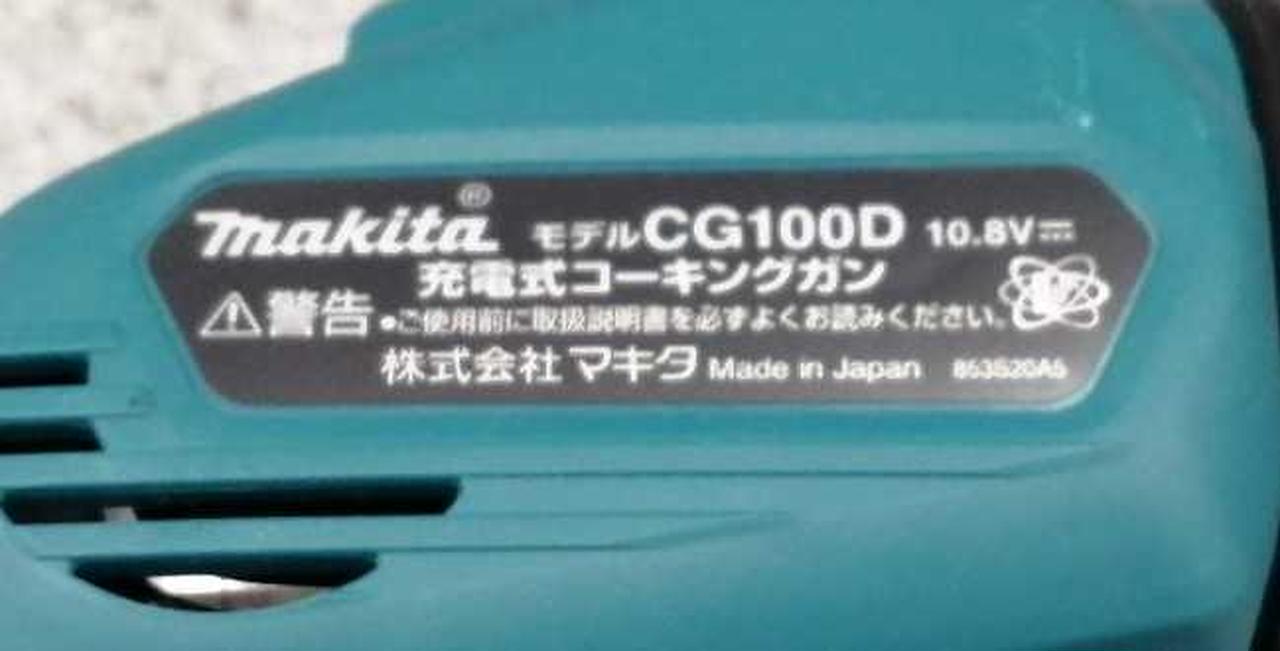 makita® モデルCG100D 10.8V⎓
充電式コーキングガン
⚠警告 •ご使用前に取扱説明書を必ずよくお読みください。
株式会社マキタ Made in Japan 853S20A5